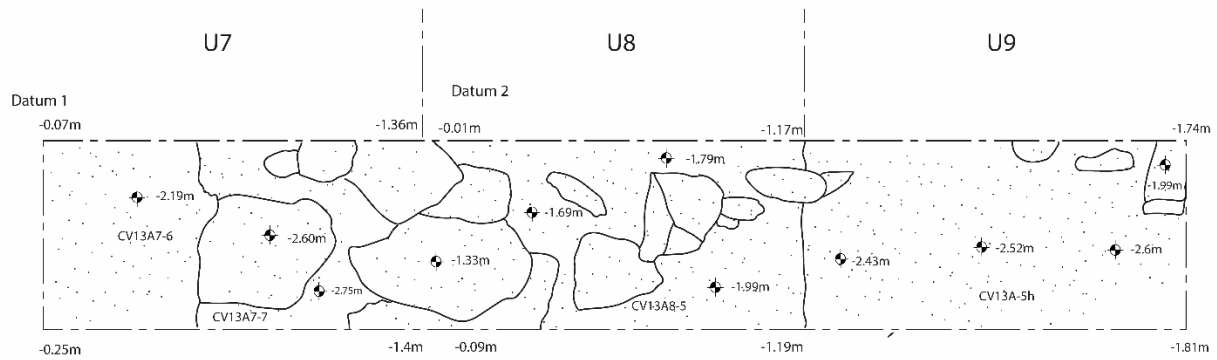 U7
U8
U9
Datum 1
Datum 2
-0.07m
-1.36m
-0.01m
-1.17m
-1.74m
-1.79m
-2.19m
-1.69m
-1.99m
CV13A7-6
-2.60m
-1.33m
-2.43m
-2.52m
-2.6m
-2.75m
-1.99m
CV13A7-7
CV13A8-5
CV13A-5h
-0.25m
-1.4m
-0.09m
-1.19m
-1.81m